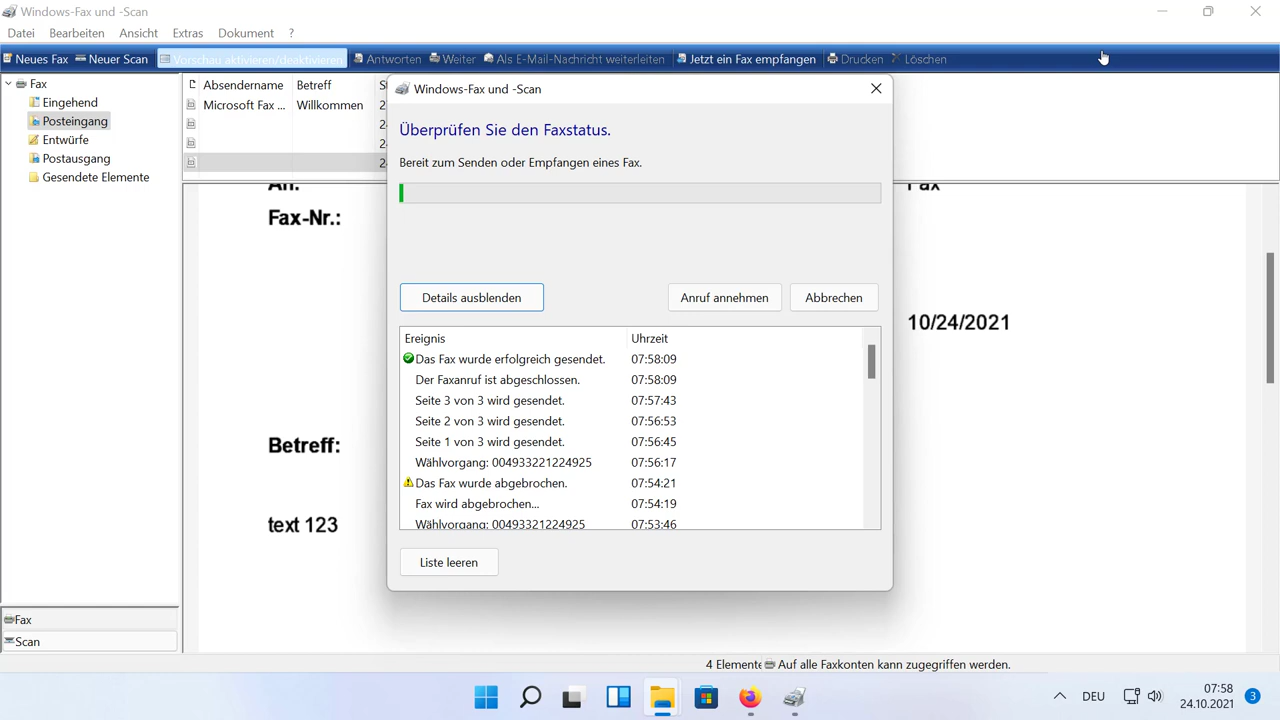 Windows-Fax und -Scan
Datei Bearbeiten Ansicht Extras Dokument ?
Neues Fax Neuer Scan Vorschau aktivieren/deaktivieren Antworten Weiter Als E-Mail-Nachricht weiterleiten Jetzt ein Fax empfangen Drucken Löschen
Fax
Eingehend
Posteingang
Entwürfe
Postausgang
Gesendete Elemente
Absendername Betreff
Microsoft Fax ... Willkommen
Windows-Fax und -Scan
Überprüfen Sie den Faxstatus.
Bereit zum Senden oder Empfangen eines Fax.
Details ausblenden Anruf annehmen Abbrechen
Ereignis Uhrzeit
Das Fax wurde erfolgreich gesendet. 07:58:09
Der Faxanruf ist abgeschlossen. 07:58:09
Seite 3 von 3 wird gesendet. 07:57:43
Seite 2 von 3 wird gesendet. 07:56:53
Seite 1 von 3 wird gesendet. 07:56:45
Wählvorgang: 004933221224925 07:56:17
Das Fax wurde abgebrochen. 07:54:21
Fax wird abgebrochen... 07:54:19
Wählvorgang: 00493321224925 07:53:46
Liste leeren
An: Fax
Fax-Nr.:
10/24/2021
Betreff:
text 123
Fax
Scan
4 Elemente Auf alle Faxkonten kann zugegriffen werden.
DEU
07:58
24.10.2021
3